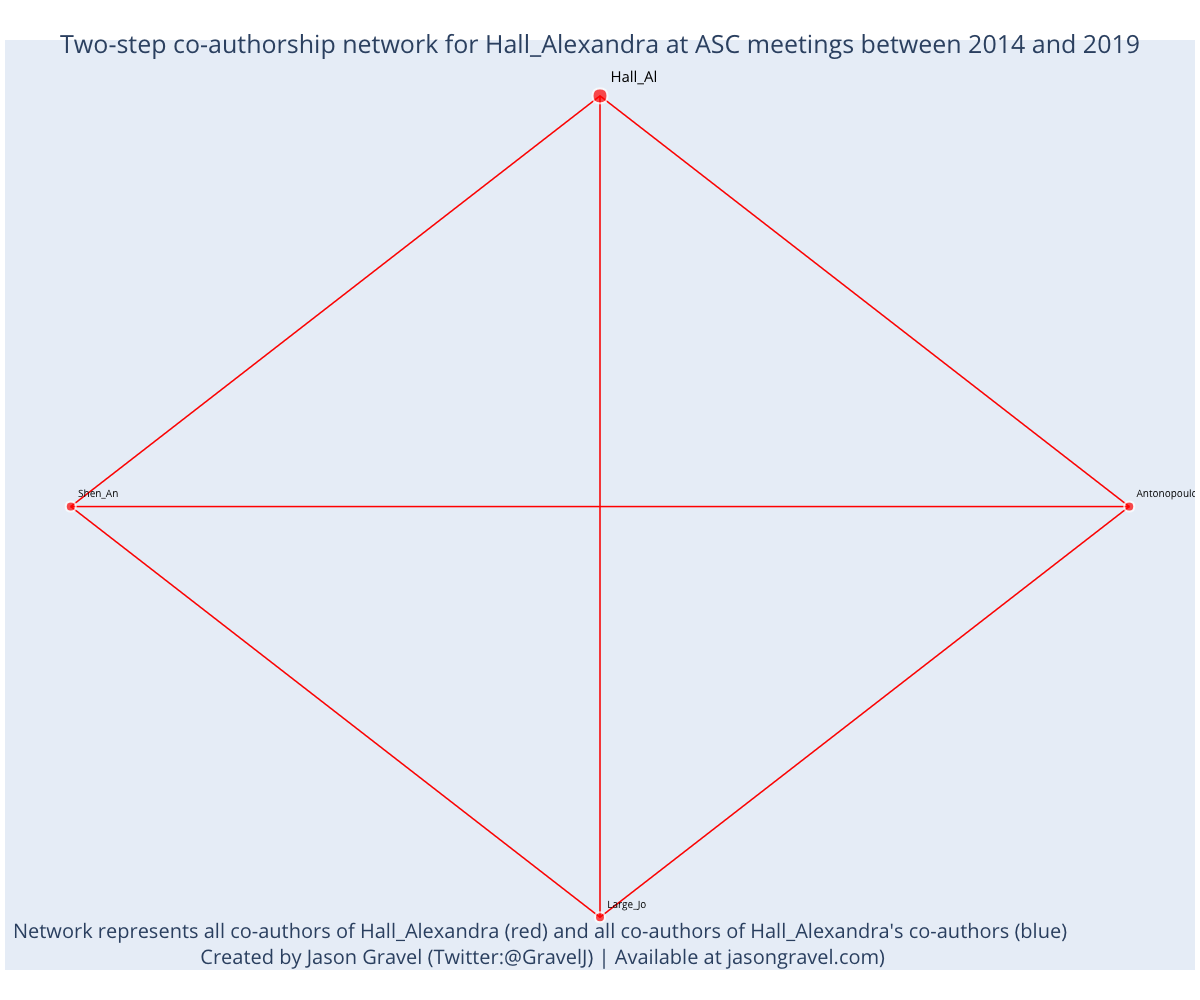 Two-step co-authorship network for Hall_Alexandra at ASC meetings between 2014 and 2019
Hall_Al
Shen_An
Antonopoulo
Large_Jo
Network represents all co-authors of Hall_Alexandra (red) and all co-authors of Hall_Alexandra's co-authors (blue)
Created by Jason Gravel (Twitter:@GravelJ) | Available at jasongravel.com)